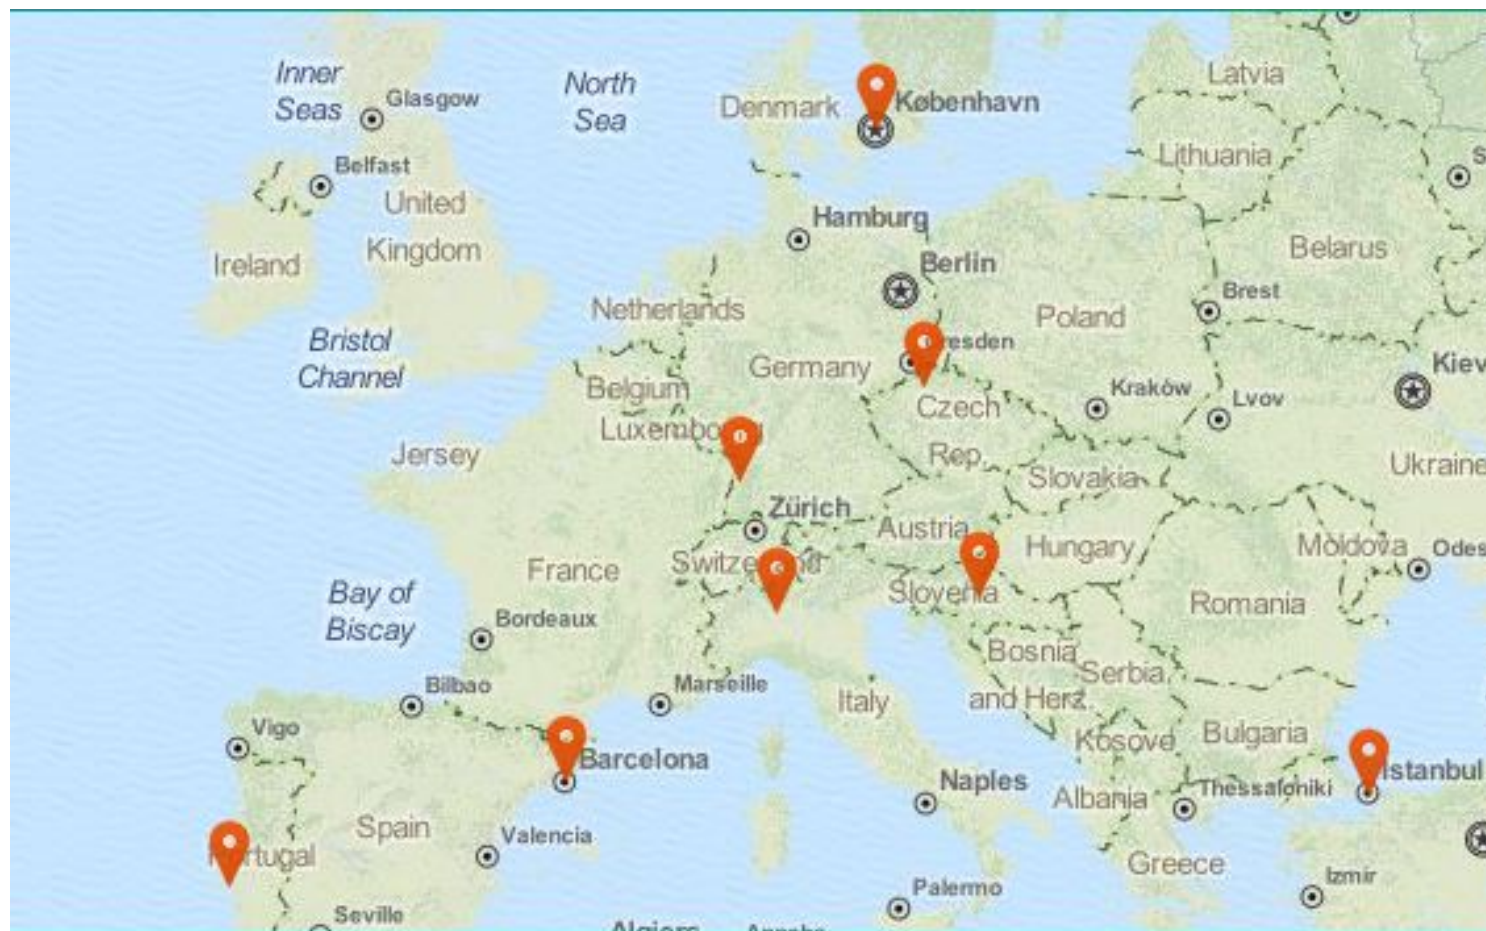 Inner
Seas
Glasgow
North
Sea
Denmark
København
Latvia
Belfast
Lithuania
United
Kingdom
Ireland
Hamburg
Belarus
Berlin
Netherlands
Brest
Poland
Bristol
Channel
Germany
Kiev
Belgium
Czech
Rep.
Kraków
Lvov
Jersey
Slovakia
Ukraine
Zürich
Austria
Hungary
Moldova
France
Slovenia
Romania
Bay of
Biscay
Bordeaux
Bosnia
and Herz.
Serbia
Bilbao
Marseille
Italy
Vigo
Kosovo
Bulgaria
Barcelona
Istanbul
Naples
Albania
Thessaloniki
Spain
Valencia
Greece
Izmir
Palermo
Seville